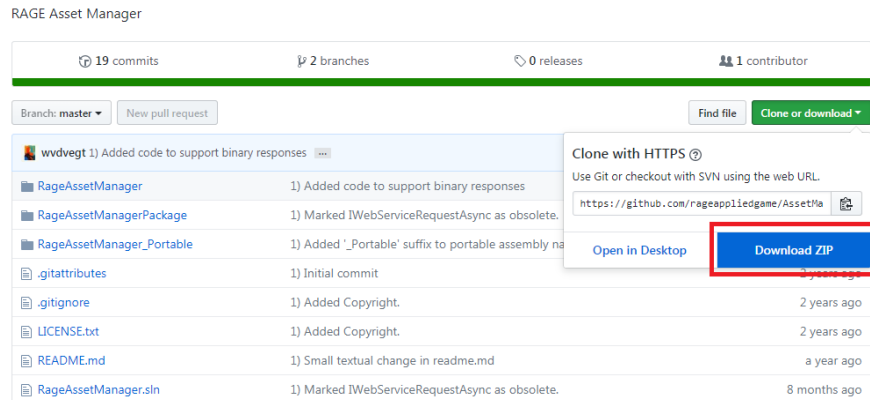 RAGE Asset Manager
19 commits 2 branches 0 releases 1 contributor
Branch: master New pull request Find file Clone or download
wvdvegt 1) Added code to support binary responses ...
Clone with HTTPS ?
Use Git or checkout with SVN using the web URL.
https://github.com/rageappliedgame/AssetMa
Open in Desktop Download ZIP
RageAssetManager 1) Added code to support binary responses
RageAssetManagerPackage 1) Marked IWebServiceRequestAsync as obsolete.
RageAssetManager_Portable 1) Added '_Portable' suffix to portable assembly na
.gitattributes 1) Initial commit 2 years ago
.gitignore 1) Added Copyright. 2 years ago
LICENSE.txt 1) Added Copyright. 2 years ago
README.md 1) Small textual change in readme.md a year ago
RageAssetManager.sln 1) Marked IWebServiceRequestAsync as obsolete. 8 months ago